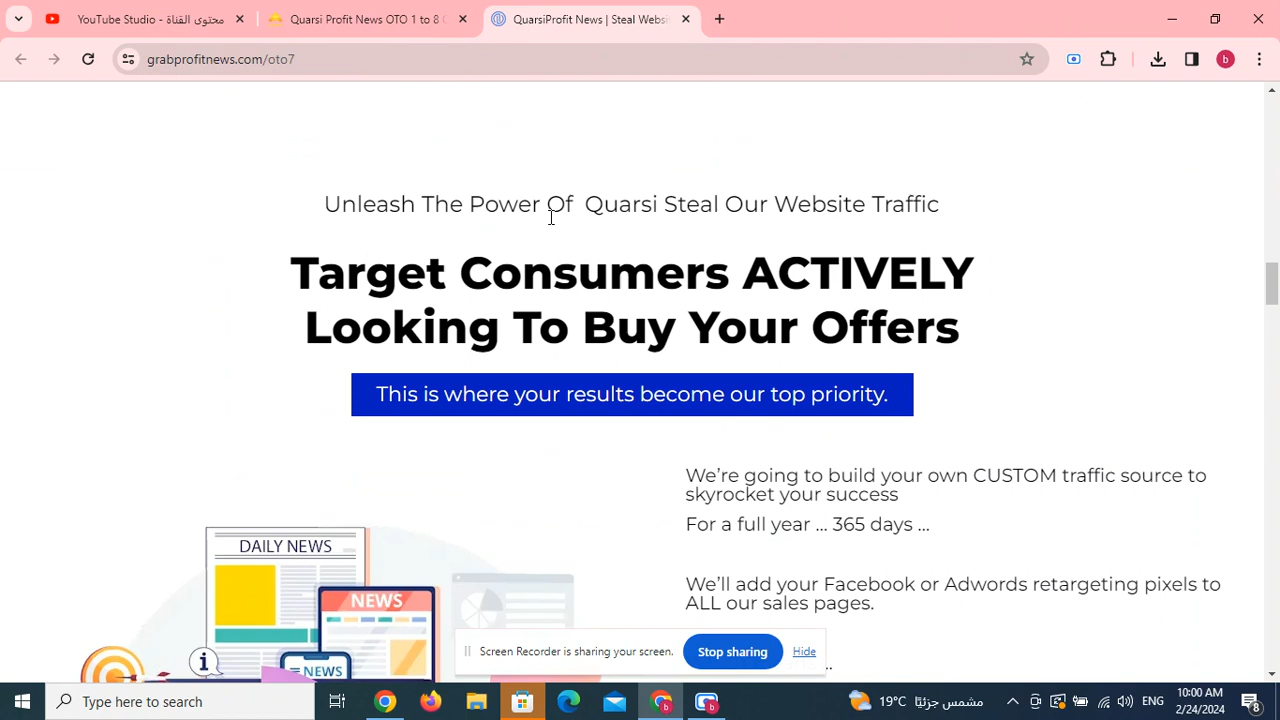 YouTube Studio - محتوى القناة
Quarsi Profit News OTO 1 to 8 O
QuarsiProfit News | Steal Websi
grabprofitnews.com/oto7
b
Unleash The Power Of Quarsi Steal Our Website Traffic
Target Consumers ACTIVELY
Looking To Buy Your Offers
This is where your results become our top priority.
We’re going to build your own CUSTOM traffic source to
skyrocket your success
For a full year ... 365 days ...
We’ll add your Facebook or Adwords retargeting pixels to
ALL our sales pages.
DAILY NEWS
NEWS
i
NEWS
Screen Recorder is sharing your screen.
Stop sharing
Hide
..
Type here to search
b
b
19°C
مشمس جزئيًا
ENG
10:00 AM
2/24/2024
8